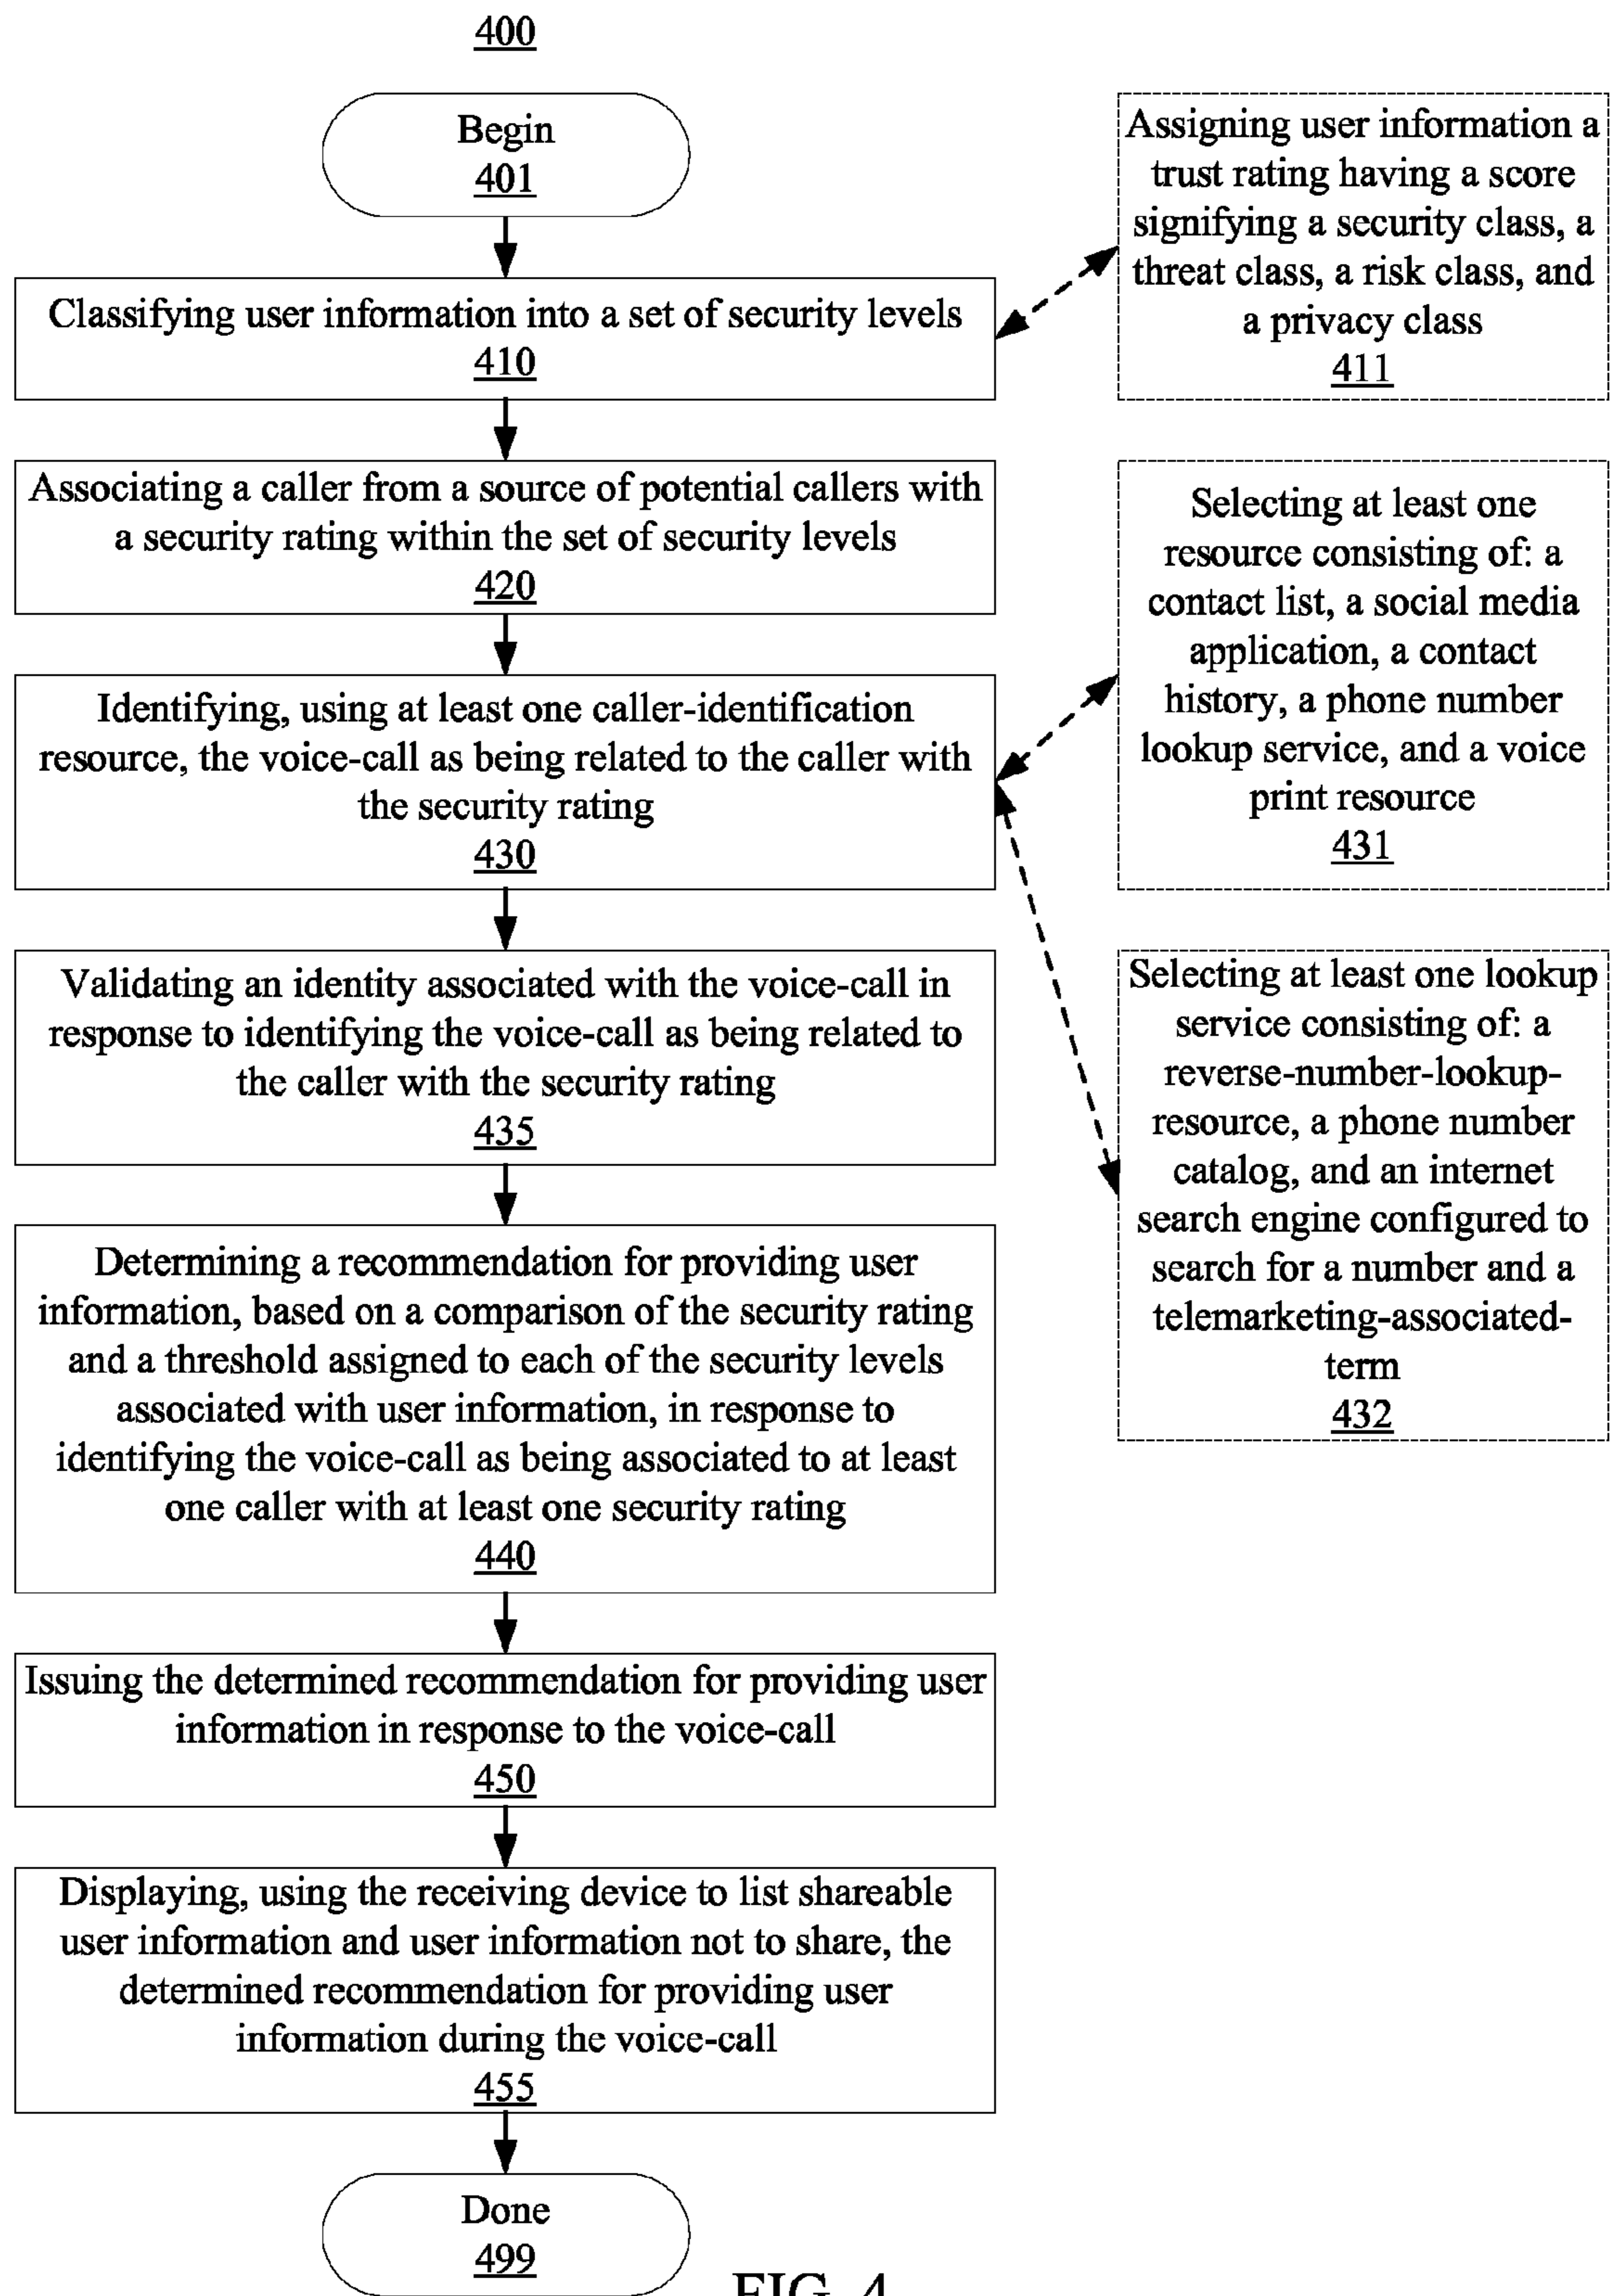 400
Begin
401
Classifying user information into a set of security levels
410
Assigning user information a
trust rating having a score
signifying a security class, a
threat class, a risk class, and
a privacy class
411
Associating a caller from a source of potential callers with
a security rating within the set of security levels
420
Identifying, using at least one caller-identification
resource, the voice-call as being related to the caller with
the security rating
430
Selecting at least one
resource consisting of: a
contact list, a social media
application, a contact
history, a phone number
lookup service, and a voice
print resource
431
Validating an identity associated with the voice-call in
response to identifying the voice-call as being related to
the caller with the security rating
435
Selecting at least one lookup
service consisting of: a
reverse-number-lookup-
resource, a phone number
catalog, and an internet
search engine configured to
search for a number and a
telemarketing-associated-
term
432
Determining a recommendation for providing user
information, based on a comparison of the security rating
and a threshold assigned to each of the security levels
associated with user information, in response to
identifying the voice-call as being associated to at least
one caller with at least one security rating
440
Issuing the determined recommendation for providing user
information in response to the voice-call
450
Displaying, using the receiving device to list shareable
user information and user information not to share, the
determined recommendation for providing user
information during the voice-call
455
Done
499
FIG. 4